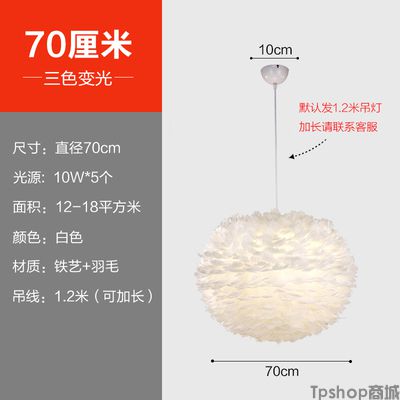 70厘米
三色变光
尺寸: 直径70cm
光源: 10W*5个
面积: 12-18平方米
颜色: 白色
材质: 铁艺+羽毛
吊线: 1.2米（可加长）
10cm
默认发1.2米吊灯
加长请联系客服
70cm
Tpshop商城